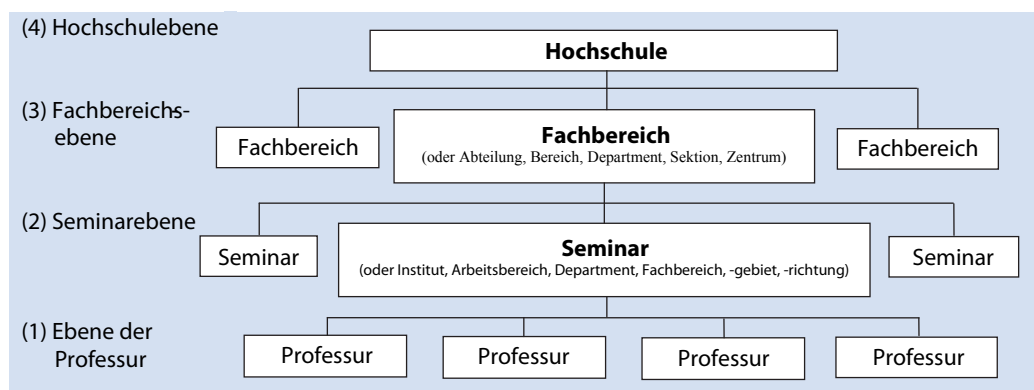 (4) Hochschulebene
Hochschule
(3) Fachbereichs-
ebene
Fachbereich
Fachbereich
(oder Abteilung, Bereich, Department, Sektion, Zentrum)
Fachbereich
(2) Seminarebene
Seminar
Seminar
(oder Institut, Arbeitsbereich, Department, Fachbereich, -gebiet, -richtung)
Seminar
(1) Ebene der
Professur
Professur
Professur
Professur
Professur